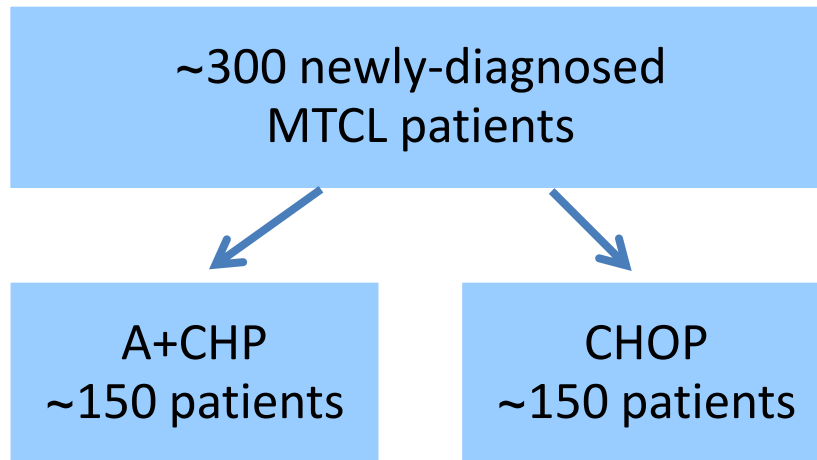 ~300 newly-diagnosed
MTCL patients
A+CHP
~150 patients
CHOP
~150 patients